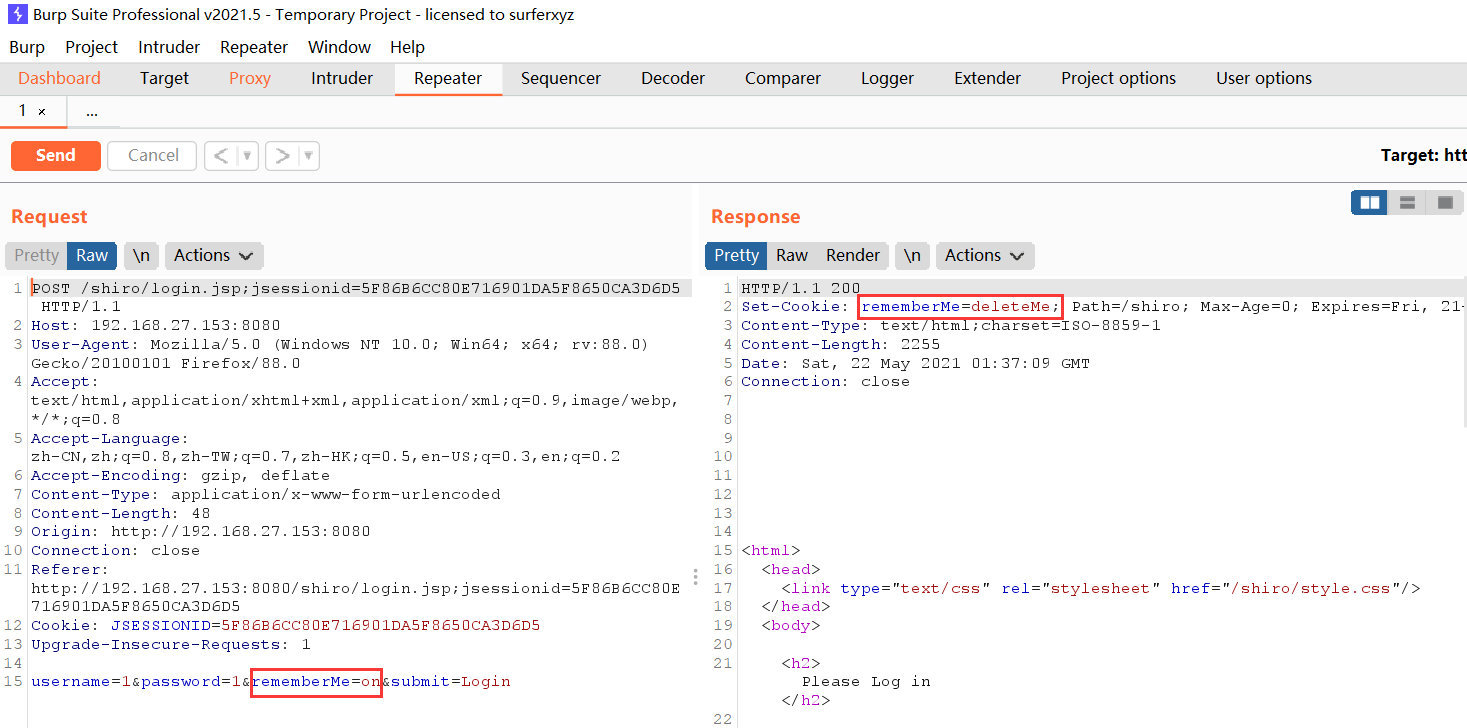 Burp Suite Professional v2021.5 - Temporary Project - licensed to surferxyz
Burp Project Intruder Repeater Window Help
Dashboard Target Proxy Intruder Repeater Sequencer Decoder Comparer Logger Extender Project options User options
1 × ...
Send Cancel < ▼ > ▼ Target: htt
Request
Pretty Raw \n Actions
1 POST /shiro/login.jsp;jsessionid=5F86B6CC80E716901DA5F8650CA3D6D5
HTTP/1.1
2 Host: 192.168.27.153:8080
3 User-Agent: Mozilla/5.0 (Windows NT 10.0; Win64; x64; rv:88.0)
Gecko/20100101 Firefox/88.0
4 Accept:
text/html,application/xhtml+xml,application/xml;q=0.9,image/webp,
*/*;q=0.8
5 Accept-Language:
zh-CN,zh;q=0.8,zh-TW;q=0.7,zh-HK;q=0.5,en-US;q=0.3,en;q=0.2
6 Accept-Encoding: gzip, deflate
7 Content-Type: application/x-www-form-urlencoded
8 Content-Length: 48
9 Origin: http://192.168.27.153:8080
10 Connection: close
11 Referer:
http://192.168.27.153:8080/shiro/login.jsp;jsessionid=5F86B6CC80E
716901DA5F8650CA3D6D5
12 Cookie: JSESSIONID=5F86B6CC80E716901DA5F8650CA3D6D5
13 Upgrade-Insecure-Requests: 1
14
15 username=1&password=1&rememberMe=on&submit=Login
Response
Pretty Raw Render \n Actions
1 HTTP/1.1 200
2 Set-Cookie: rememberMe=deleteMe; Path=/shiro; Max-Age=0; Expires=Fri, 21-
3 Content-Type: text/html;charset=ISO-8859-1
4 Content-Length: 2255
5 Date: Sat, 22 May 2021 01:37:09 GMT
6 Connection: close
7
8
9
10
11
12
13
14
15 <html>
16 <head>
17 <link type="text/css" rel="stylesheet" href="/shiro/style.css"/>
18 </head>
19 <body>
20
21 <h2>
Please Log in
</h2>
22